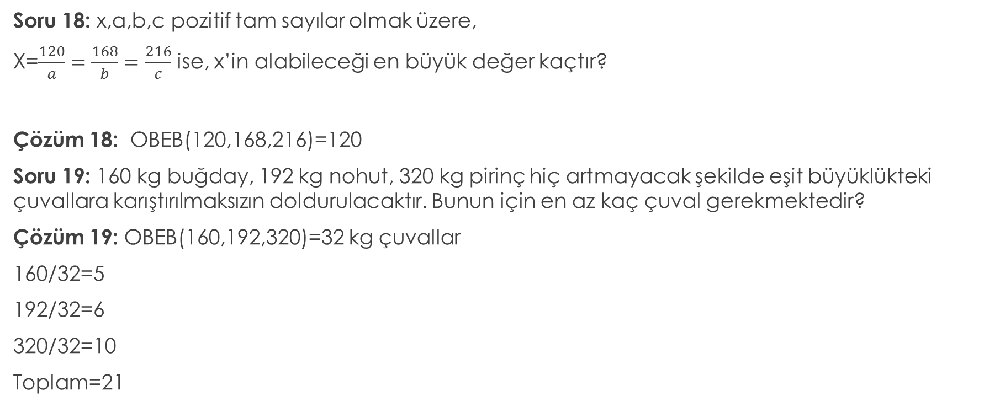 Soru 18: x,a,b,c pozitif tam sayılar olmak üzere,
X=120/a = 168/b = 216/c ise, x'in alabileceği en büyük değer kaçtır?
Çözüm 18: OBEB(120,168,216)=120
Soru 19: 160 kg buğday, 192 kg nohut, 320 kg pirinç hiç artmayacak şekilde eşit büyüklükteki
çuvallara karıştırılmaksızın doldurulacaktır. Bunun için en az kaç çuval gerekmektedir?
Çözüm 19: OBEB(160,192,320)=32 kg çuvallar
160/32=5
192/32=6
320/32=10
Toplam=21